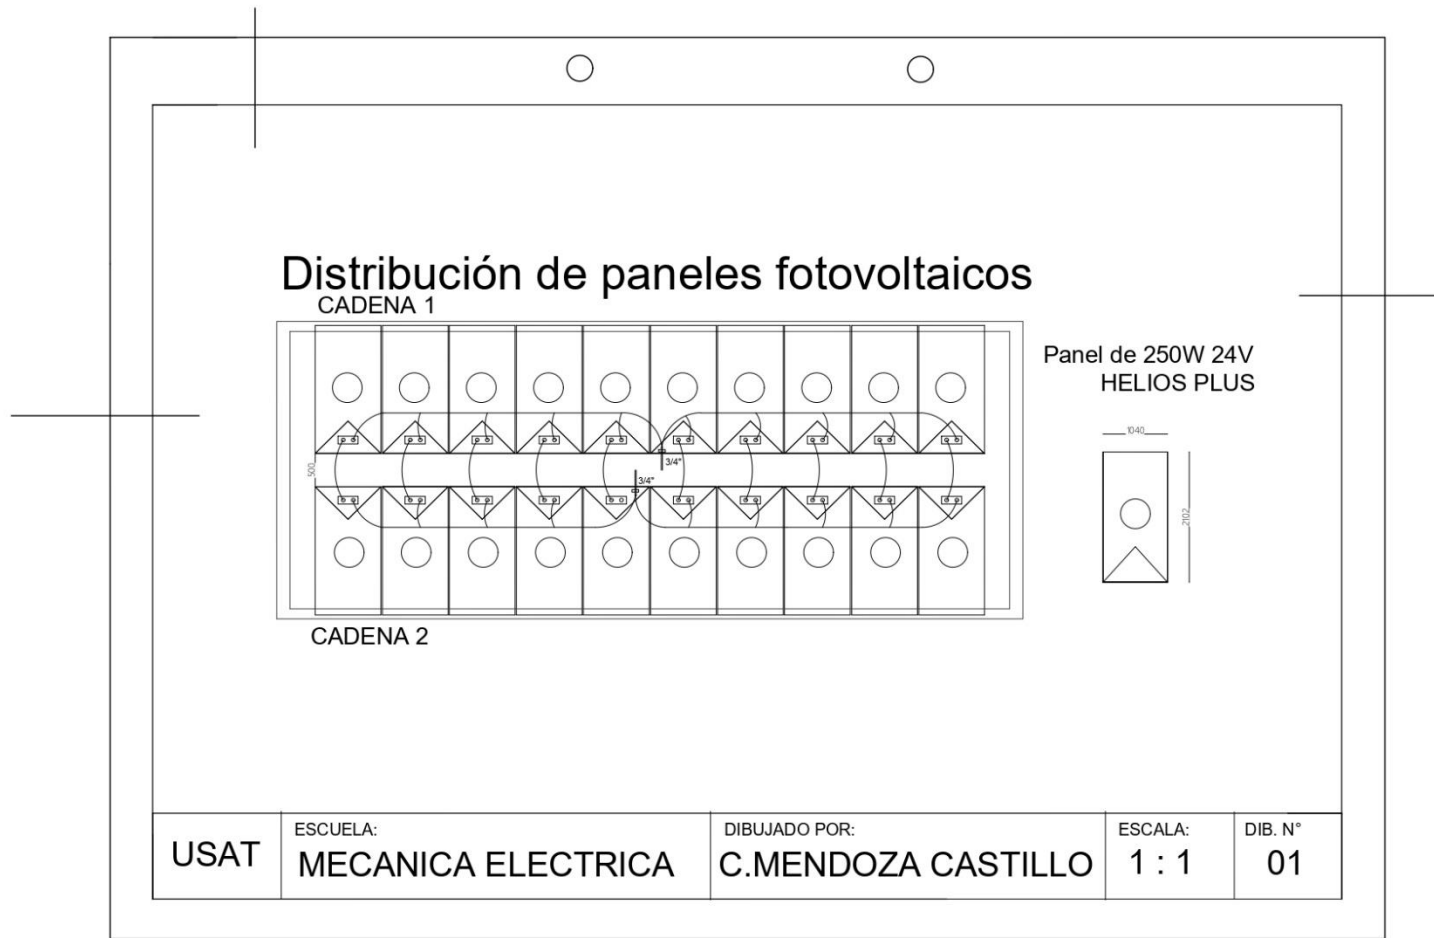 Distribución de paneles fotovoltaicos
CADENA 1
Panel de 250W 24V
HELIOS PLUS
1040
2102
500
3/4"
3/4"
CADENA 2
USAT
ESCUELA:
MECANICA ELECTRICA
DIBUJADO POR:
C.MENDOZA CASTILLO
ESCALA:
1 : 1
DIB. N°
01